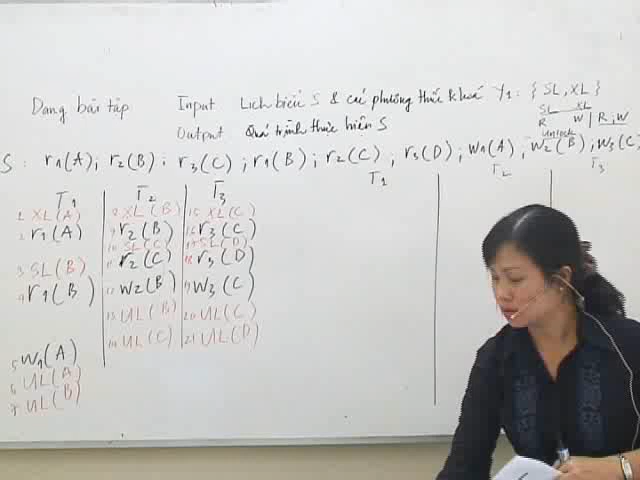 Dạng bài tập Input Lịch biểu S & các phương thức khoá Y1: { SL, XL }
SL XL
R W | R, W
Output Quá trình thực hiện S
Unlock
S : r1(A); r2(B); r3(C); r1(B); r2(C), r3(D); w1(A), w2(B), w3(C)
T1 T2 T3
T1 T2 T3
1 XL(A) 8 XL(B) 15 XL(C)
2 r1(A) 9 r2(B) 16 r3(C)
10 SL(C) 17 SL(D)
3 SL(B) 11 r2(C) 18 r3(D)
4 r1(B) 12 w2(B) 19 w3(C)
13 UL(B) 20 UL(C)
14 UL(C) 21 UL(D)
5 w1(A)
6 UL(A)
7 UL(B)